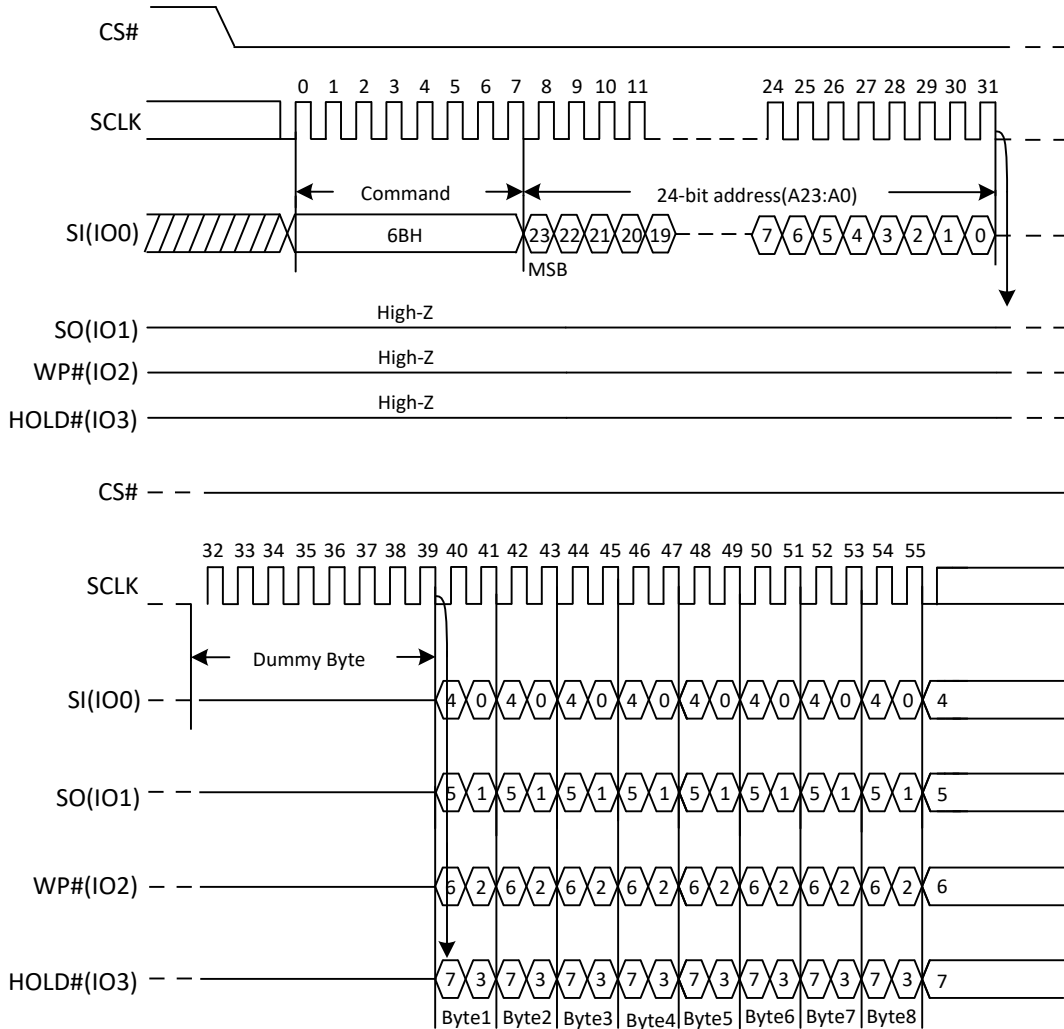 CS#
0 1 2 3 4 5 6 7 8 9 10 11 24 25 26 27 28 29 30 31
SCLK
Command 24-bit address(A23:A0)
SI(IO0) 6BH 23 22 21 20 19 7 6 5 4 3 2 1 0
MSB
High-Z
SO(IO1)
High-Z
WP#(IO2)
High-Z
HOLD#(IO3)
CS#
32 33 34 35 36 37 38 39 40 41 42 43 44 45 46 47 48 49 50 51 52 53 54 55
SCLK
Dummy Byte
SI(IO0) 4 0 4 0 4 0 4 0 4 0 4 0 4 0 4 0 4
SO(IO1) 5 1 5 1 5 1 5 1 5 1 5 1 5 1 5 1 5
WP#(IO2) 6 2 6 2 6 2 6 2 6 2 6 2 6 2 6 2 6
HOLD#(IO3) 7 3 7 3 7 3 7 3 7 3 7 3 7 3 7 3 7
Byte1 Byte2 Byte3 Byte4 Byte5 Byte6 Byte7 Byte8